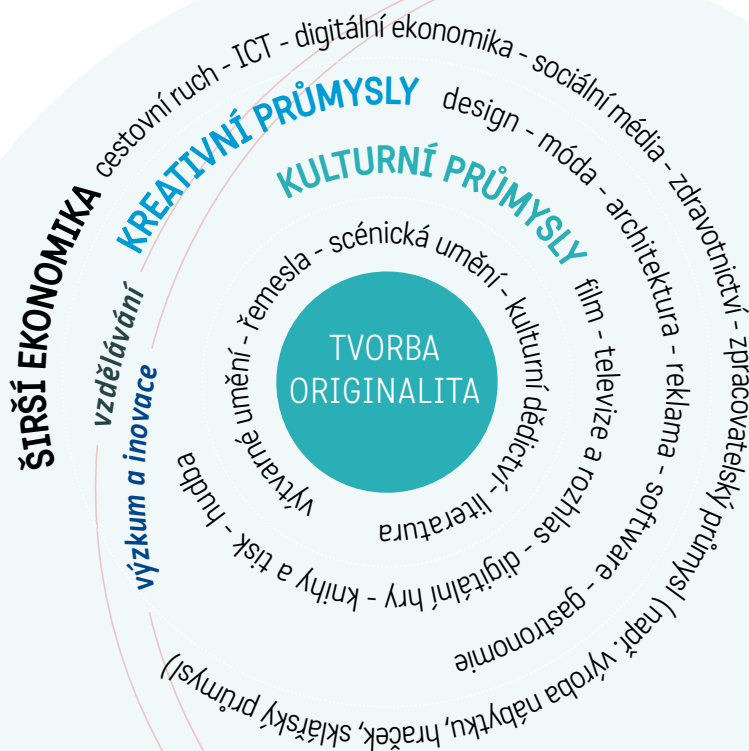 ŠIRŠÍ EKONOMIKA cestovní ruch - ICT - digitální ekonomika - sociální média - zdravotnictví - zpracovatelský průmysl (např. výroba nábytku, hraček, sklářský průmysl)
KREATIVNÍ PRŮMYSLY design - móda - architektura - reklama - software - gastronomie
KULTURNÍ PRŮMYSLY film - televize a rozhlas - digitální hry - knihy a tisk - hudba
výtvarné umění - řemesla - scénická umění - kulturní dědictví - literatura
TVORBA
ORIGINALITA
vzdělávání
výzkum a inovace